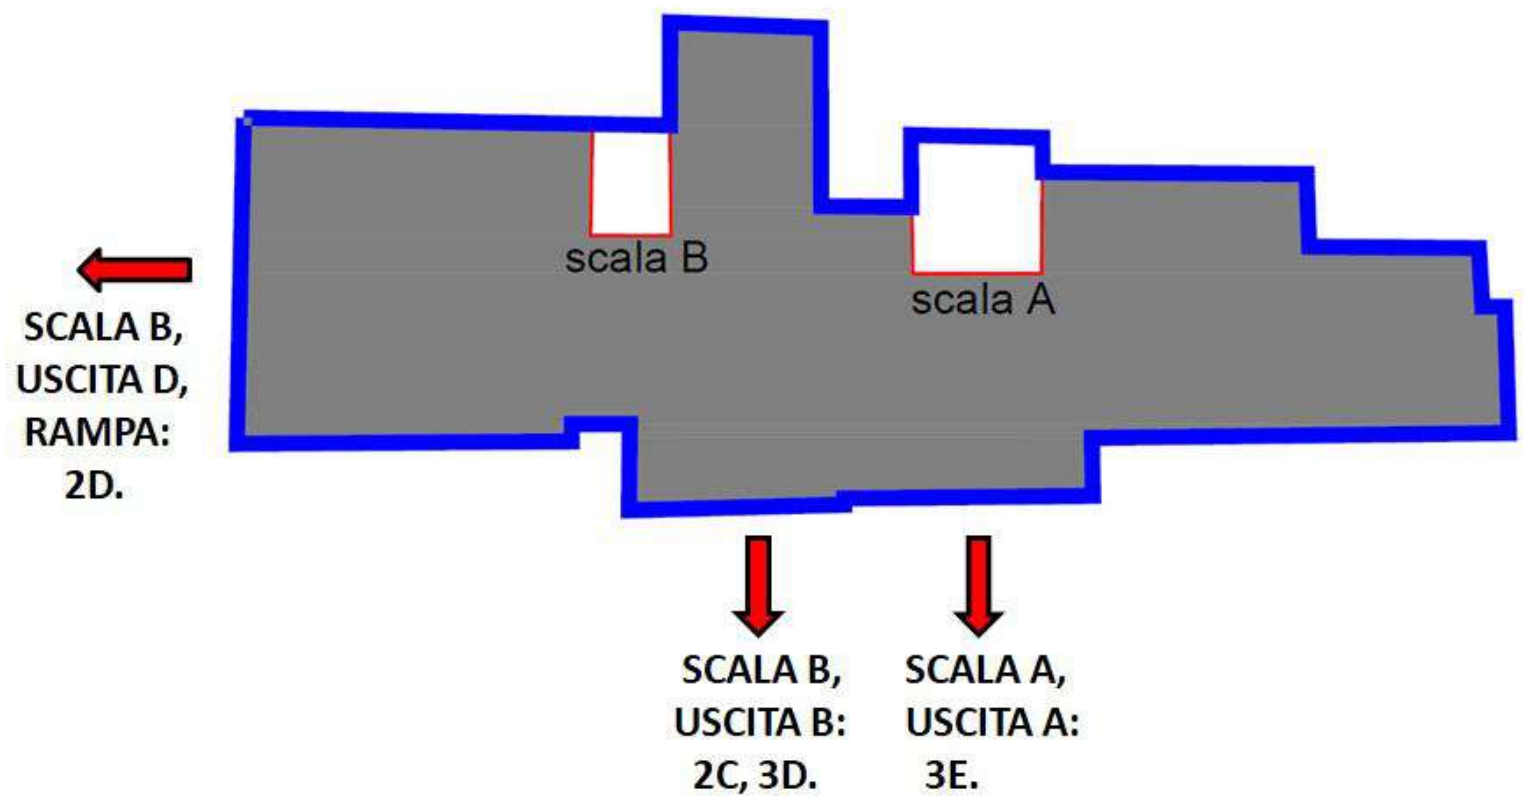 scala B
scala A
SCALA B,
USCITA D,
RAMPA:
2D.
SCALA B,
USCITA B:
2C, 3D.
SCALA A,
USCITA A:
3E.